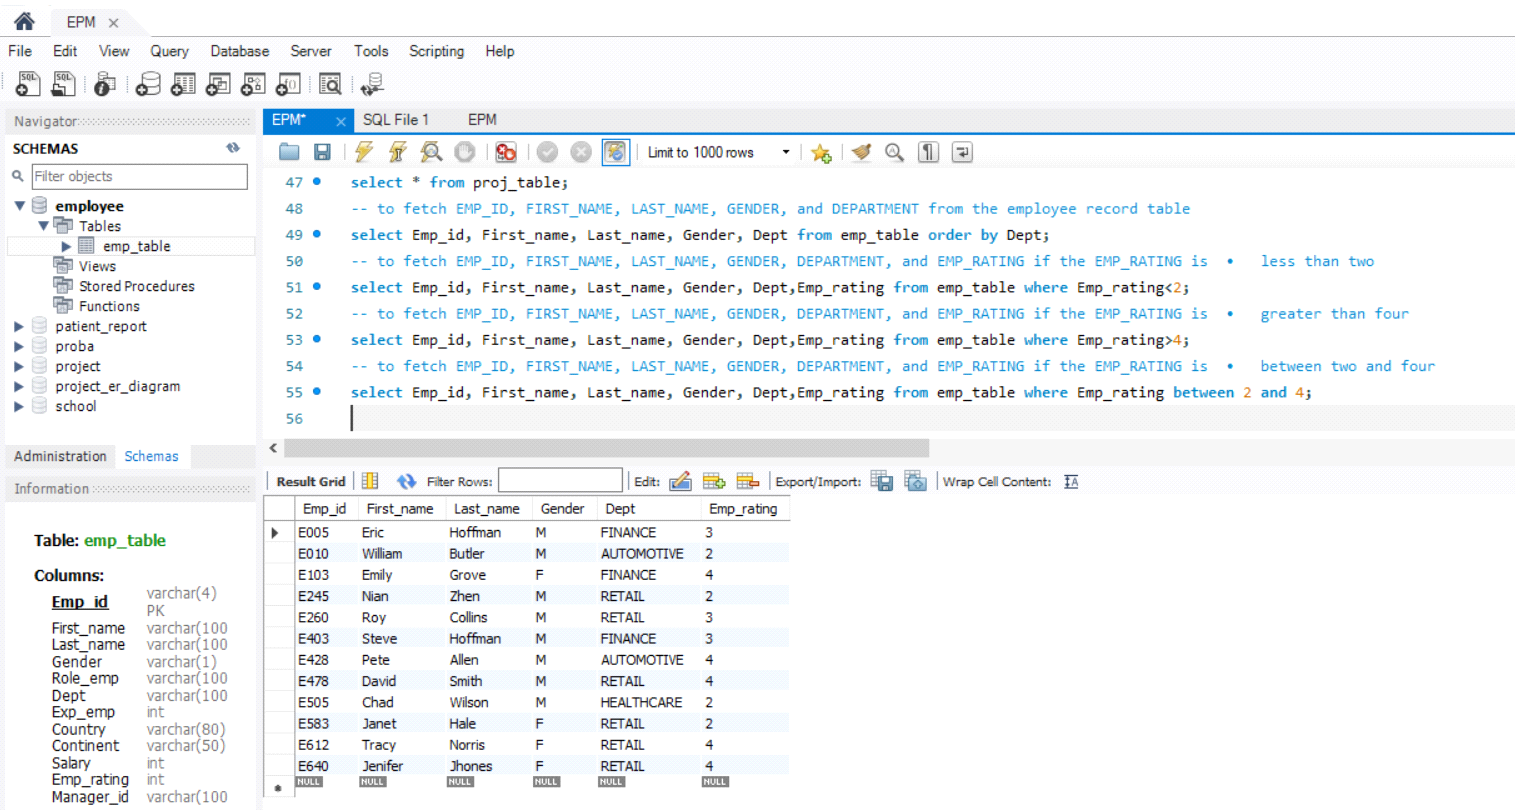 EPM
File Edit View Query Database Server Tools Scripting Help
Navigator
SCHEMAS
Filter objects
employee
Tables
emp_table
Views
Stored Procedures
Functions
patient_report
proba
project
project_er_diagram
school
Administration Schemas
Information
Table: emp_table
Columns:
Emp_id varchar(4)
PK
First_name varchar(100
Last_name varchar(100
Gender varchar(1)
Role_emp varchar(100
Dept varchar(100
Exp_emp int
Country varchar(80)
Continent varchar(50)
Salary int
Emp_rating int
Manager_id varchar(100
EPM* SQL File 1 EPM
Limit to 1000 rows
47 select * from proj_table;
48 -- to fetch EMP_ID, FIRST_NAME, LAST_NAME, GENDER, and DEPARTMENT from the employee record table
49 select Emp_id, First_name, Last_name, Gender, Dept from emp_table order by Dept;
50 -- to fetch EMP_ID, FIRST_NAME, LAST_NAME, GENDER, DEPARTMENT, and EMP_RATING if the EMP_RATING is • less than two
51 select Emp_id, First_name, Last_name, Gender, Dept,Emp_rating from emp_table where Emp_rating<2;
52 -- to fetch EMP_ID, FIRST_NAME, LAST_NAME, GENDER, DEPARTMENT, and EMP_RATING if the EMP_RATING is • greater than four
53 select Emp_id, First_name, Last_name, Gender, Dept,Emp_rating from emp_table where Emp_rating>4;
54 -- to fetch EMP_ID, FIRST_NAME, LAST_NAME, GENDER, DEPARTMENT, and EMP_RATING if the EMP_RATING is • between two and four
55 select Emp_id, First_name, Last_name, Gender, Dept,Emp_rating from emp_table where Emp_rating between 2 and 4;
56
Result Grid Filter Rows: Edit: Export/Import: Wrap Cell Content:
Emp_id First_name Last_name Gender Dept Emp_rating
E005 Eric Hoffman M FINANCE 3
E010 William Butler M AUTOMOTIVE 2
E103 Emily Grove F FINANCE 4
E245 Nian Zhen M RETAIL 2
E260 Roy Collins M RETAIL 3
E403 Steve Hoffman M FINANCE 3
E428 Pete Allen M AUTOMOTIVE 4
E478 David Smith M RETAIL 4
E505 Chad Wilson M HEALTHCARE 2
E583 Janet Hale F RETAIL 2
E612 Tracy Norris F RETAIL 4
E640 Jenifer Jhones F RETAIL 4
NULL NULL NULL NULL NULL NULL